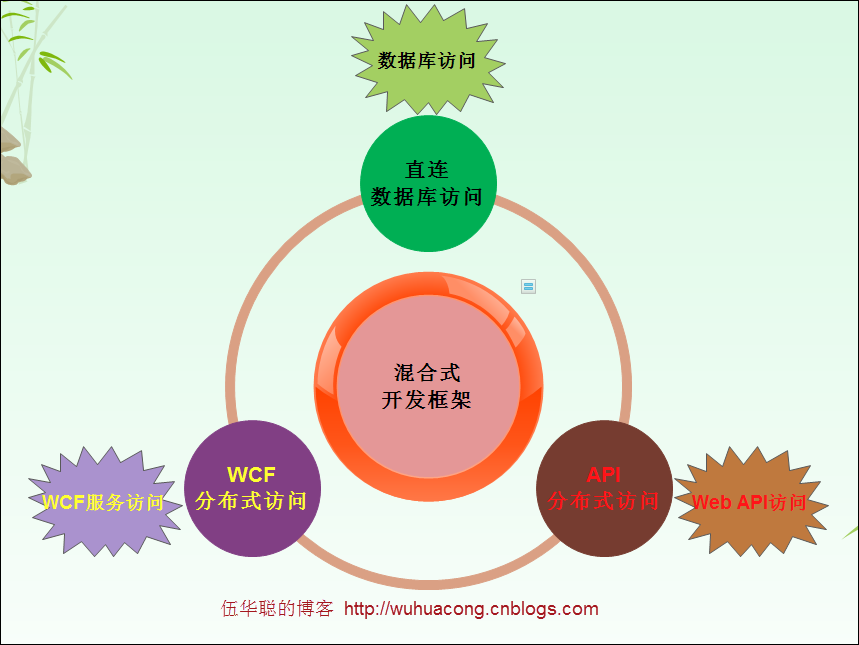 数据库访问
直连
数据库访问
混合式
开发框架
WCF
分布式访问
WCF服务访问
API
分布式访问
Web API访问
伍华聪的博客 http://wuhuacong.cnblogs.com